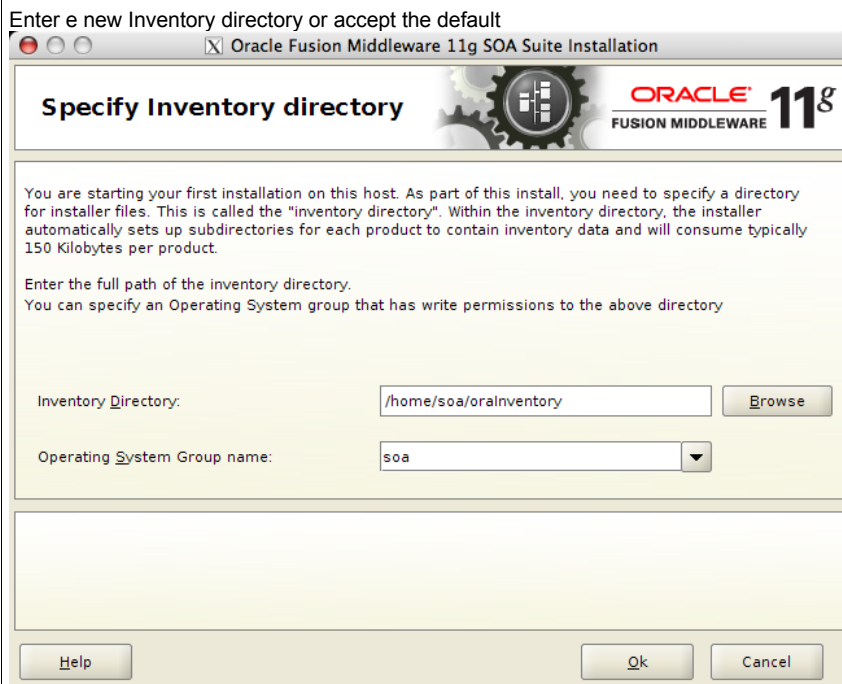 Enter e new Inventory directory or accept the default
X Oracle Fusion Middleware 11g SOA Suite Installation
Specify Inventory directory
ORACLE
FUSION MIDDLEWARE
11g
You are starting your first installation on this host. As part of this install, you need to specify a directory
for installer files. This is called the "inventory directory". Within the inventory directory, the installer
automatically sets up subdirectories for each product to contain inventory data and will consume typically
150 Kilobytes per product.
Enter the full path of the inventory directory.
You can specify an Operating System group that has write permissions to the above directory
Inventory Directory:
/home/soa/oraInventory
Browse
Operating System Group name:
soa
Help
Ok
Cancel